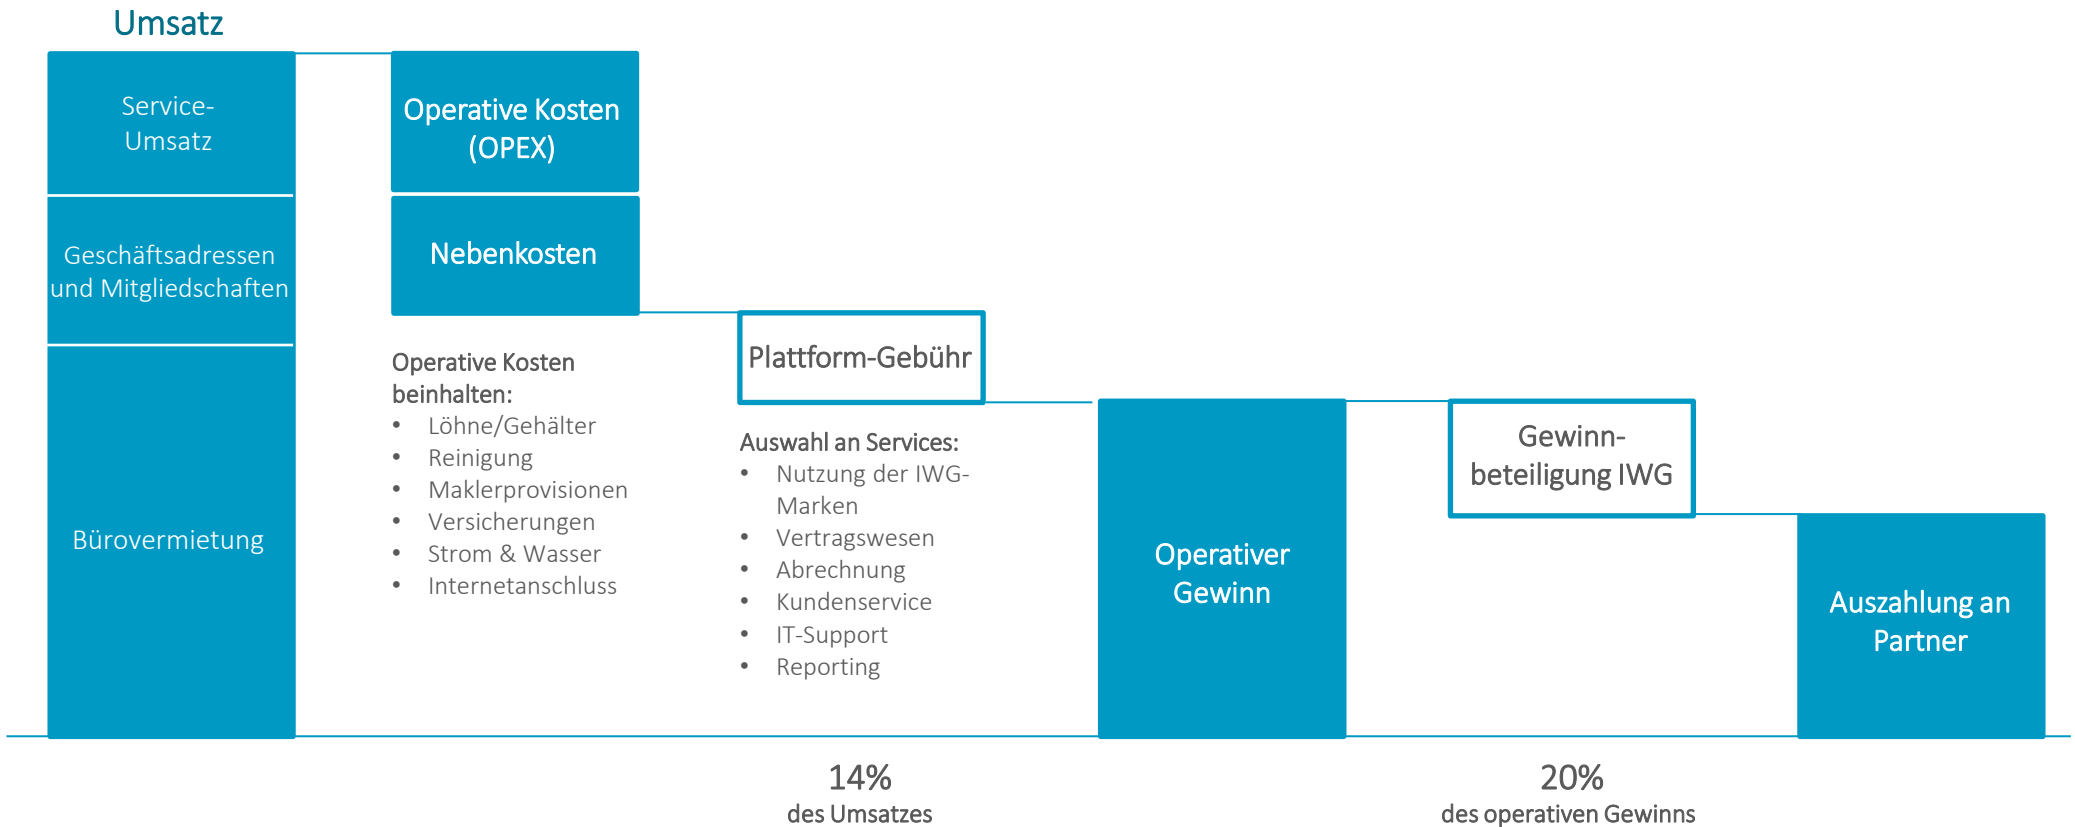 Umsatz
Service-
Umsatz
Geschäftsadressen
und Mitgliedschaften
Bürovermietung
Operative Kosten
(OPEX)
Nebenkosten
Operative Kosten
beinhalten:
• Löhne/Gehälter
• Reinigung
• Maklerprovisionen
• Versicherungen
• Strom & Wasser
• Internetanschluss
Plattform-Gebühr
Auswahl an Services:
• Nutzung der IWG-
Marken
• Vertragswesen
• Abrechnung
• Kundenservice
• IT-Support
• Reporting
14%
des Umsatzes
Operativer
Gewinn
Gewinn-
beteiligung IWG
20%
des operativen Gewinns
Auszahlung an
Partner